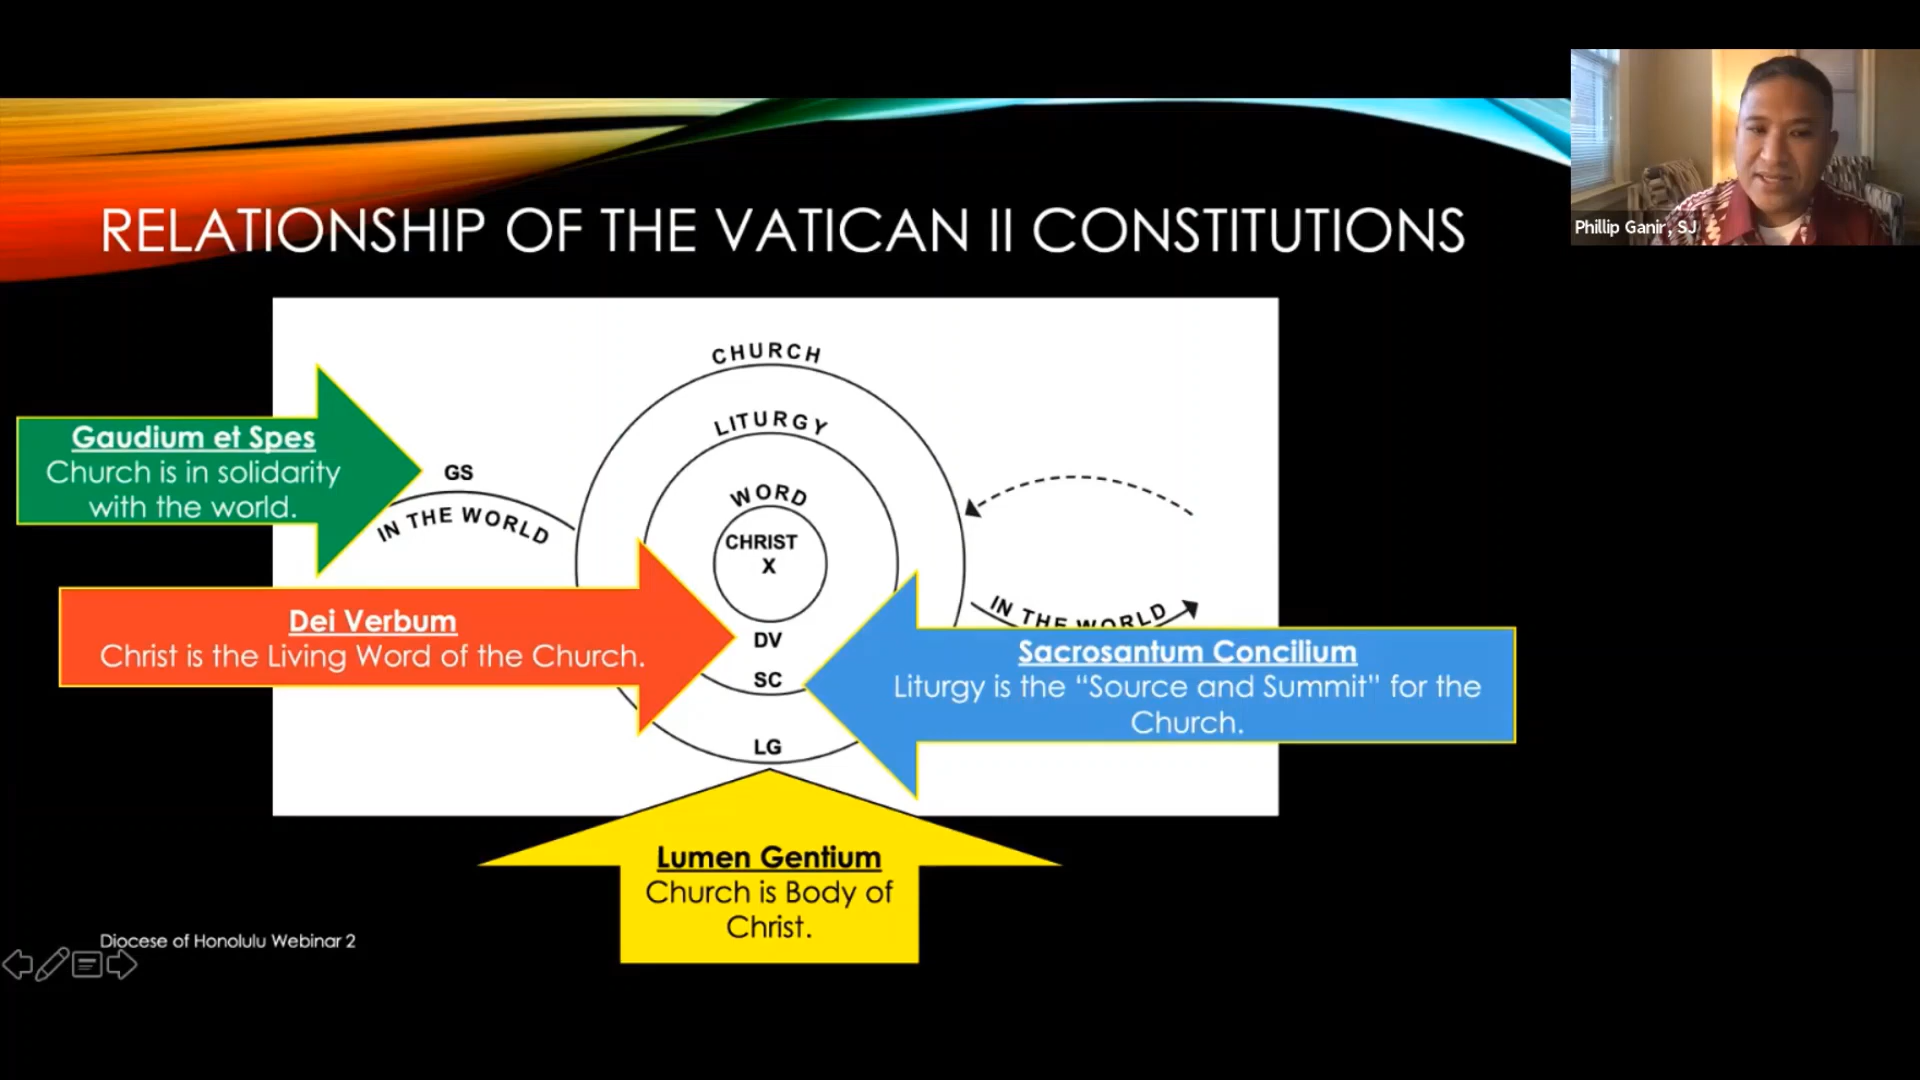 Phillip Ganir, SJ
RELATIONSHIP OF THE VATICAN II CONSTITUTIONS
CHURCH
LITURGY
WORD
CHRIST
X
Gaudium et Spes
Church is in solidarity
with the world.
GS
IN THE WORLD
Dei Verbum
Christ is the Living Word of the Church.
DV
SC
LG
IN THE WORLD
Sacrosantum Concilium
Liturgy is the “Source and Summit” for the
Church.
Lumen Gentium
Church is Body of
Christ.
Diocese of Honolulu Webinar 2